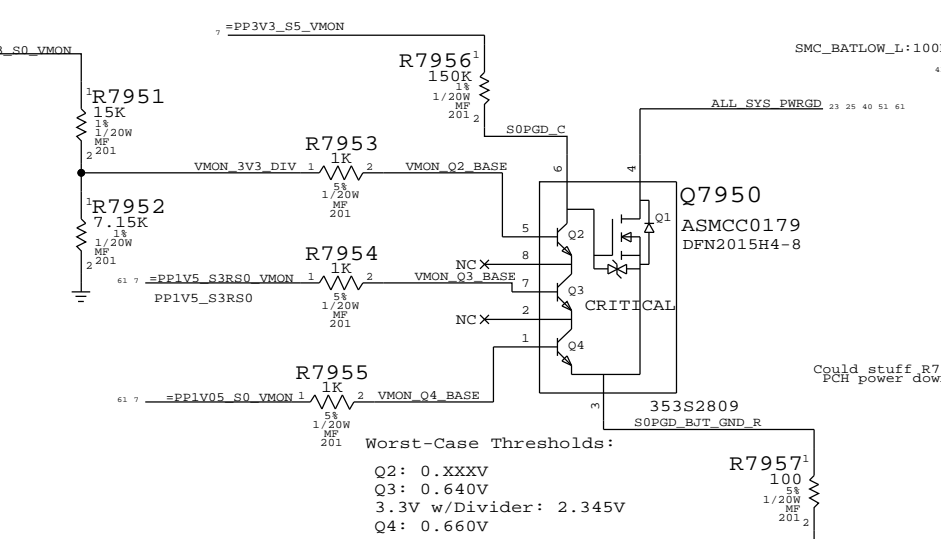 =PP3V3_S5_VMON
7
_S0_VMON
SMC_BATLOW_L:100
R7956
1
150K
1%
1/20W
MF
201
2
S0PGD_C
ALL_SYS_PWRGD 23 25 40 51 61
1
R7951
15K
1%
1/20W
MF
201
2
R7953
1K
VMON_3V3_DIV 1 2 VMON_Q2_BASE
5%
1/20W
MF
201
6 4
Q7950
ASMCC0179
DFN2015H4-8
Q1
5 Q2
1
R7952
7.15K
1%
1/20W
MF
201
2
R7954
1K
61 7 =PP1V5_S3RS0_VMON 1 2 VMON_Q3_BASE
PP1V5_S3RS0
5%
1/20W
MF
201
NC 8
7 Q3
CRITICAL
NC 2
1 Q4
R7955
1K
61 7 =PP1V05_S0_VMON 1 2 VMON_Q4_BASE
5%
1/20W
MF
201
3
353S2809
S0PGD_BJT_GND_R
Could stuff R7
PCH power dow
Worst-Case Thresholds:
Q2: 0.XXXV
Q3: 0.640V
3.3V w/Divider: 2.345V
Q4: 0.660V
R7957
1
100
5%
1/20W
MF
201
2